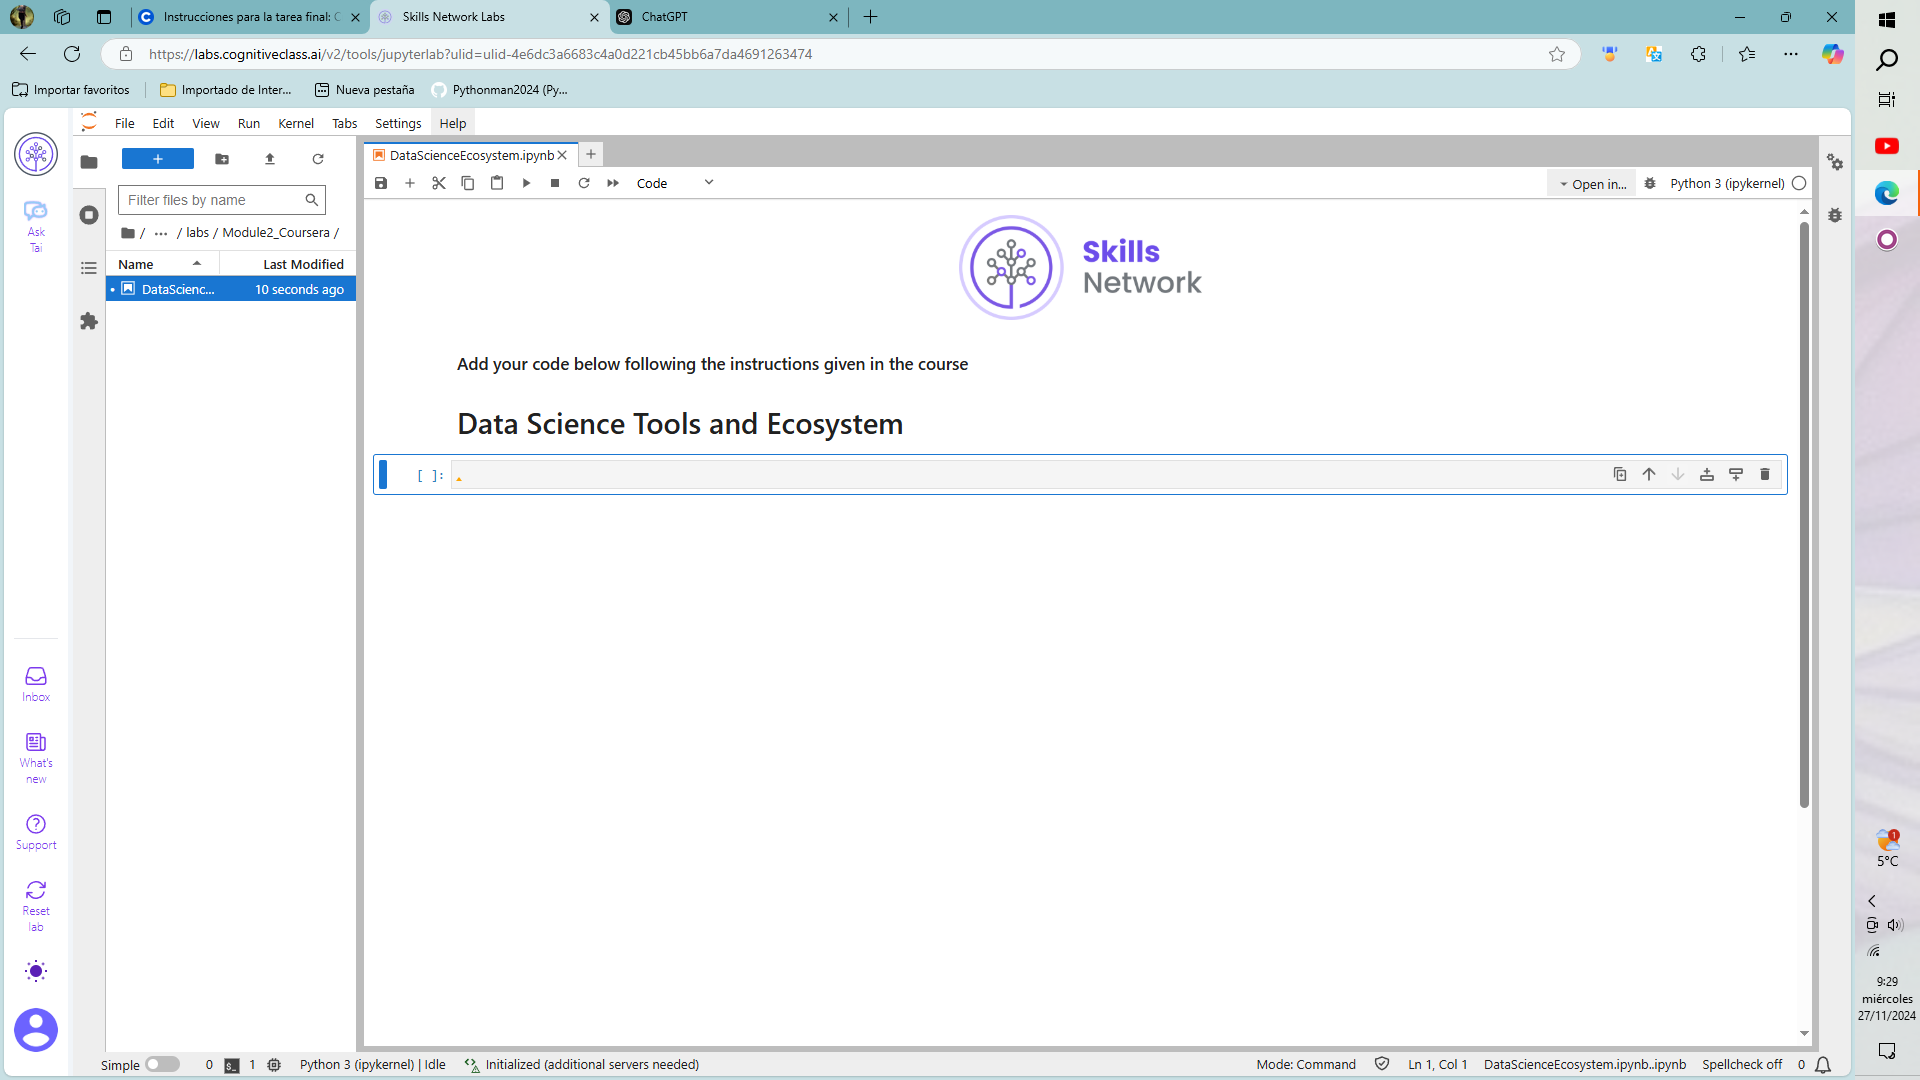 Instrucciones para la tarea final: C
Skills Network Labs
ChatGPT
https://labs.cognitiveclass.ai/v2/tools/jupyterlab?ulid=ulid-4e6dc3a6683c4a0d221cb45bb6a7da4691263474
Importar favoritos
Importado de Inter...
Nueva pestaña
Pythonman2024 (Py...
File Edit View Run Kernel Tabs Settings Help
Ask
Tai
Inbox
What's
new
Support
Reset
lab
+
Filter files by name
/ ... / labs / Module2_Coursera /
Name Last Modified
• DataScienc... 10 seconds ago
DataScienceEcosystem.ipynb
Code
Open in...
Python 3 (ipykernel)
Skills
Network
Add your code below following the instructions given in the course
Data Science Tools and Ecosystem
[ ]:
Simple 0 1 Python 3 (ipykernel) | Idle Initialized (additional servers needed)
Mode: Command Ln 1, Col 1 DataScienceEcosystem.ipynb..ipynb Spellcheck off 0
1
5°C
9:29
miércoles
27/11/2024